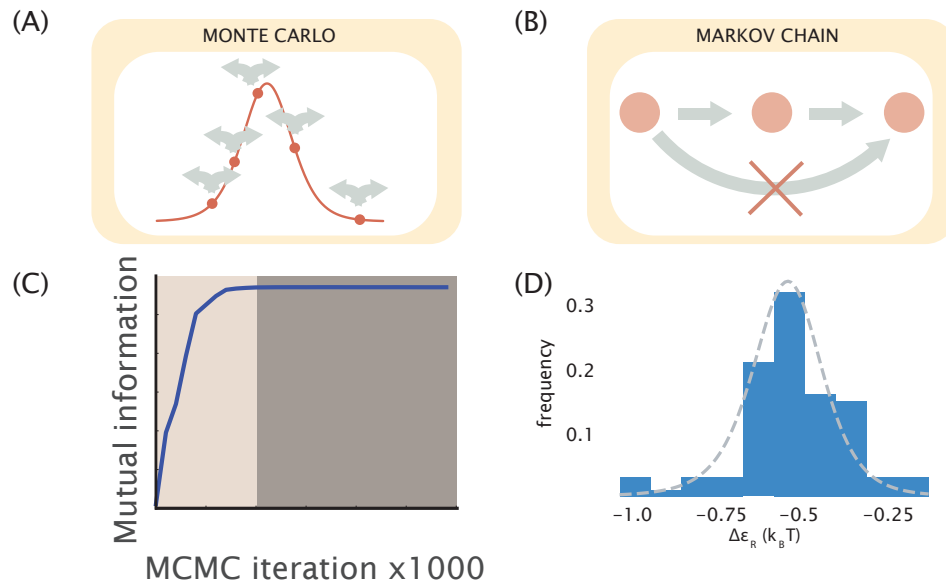 (A)
MONTE CARLO
(B)
MARKOV CHAIN
(C)
Mutual information
MCMC iteration x1000
(D)
frequency
0.3
0.2
0.1
−1.0
−0.75
−0.5
−0.25
Δε_R (k_BT)